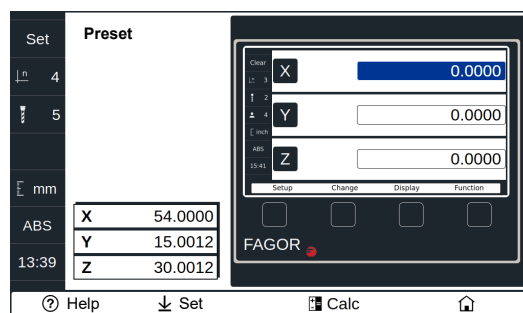 Set
4
5
mm
ABS
13:39
Preset
X 54.0000
Y 15.0012
Z 30.0012
Clear
3
2
4
inch
ABS
15:41
X 0.0000
Y 0.0000
Z 0.0000
Setup Change Display Function
FAGOR
Help Set Calc